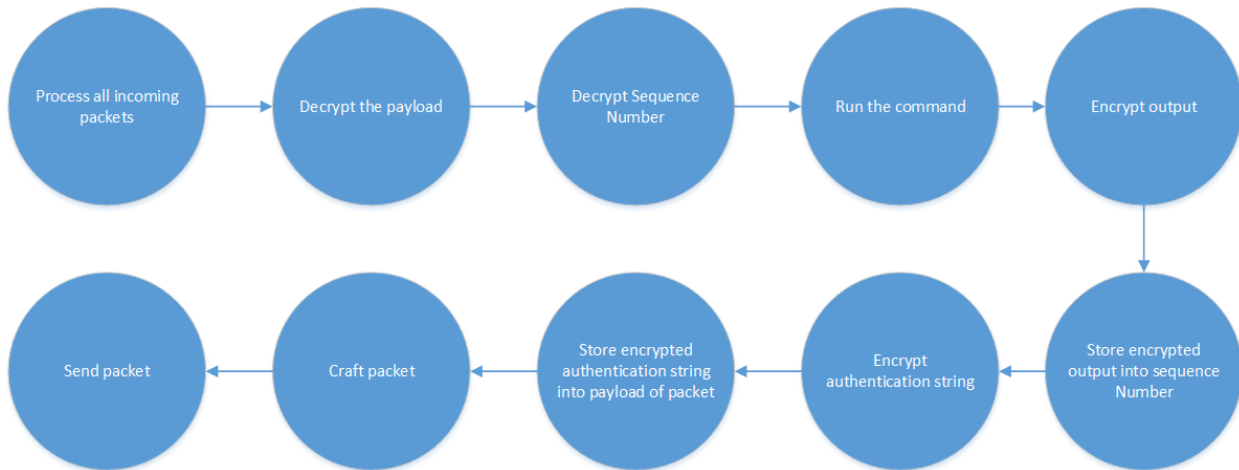 Process all incoming
packets
Decrypt the payload
Decrypt Sequence
Number
Run the command
Encrypt output
Store encrypted
output into sequence
Number
Encrypt
authentication string
Store encrypted
authentication string
into payload of packet
Craft packet
Send packet